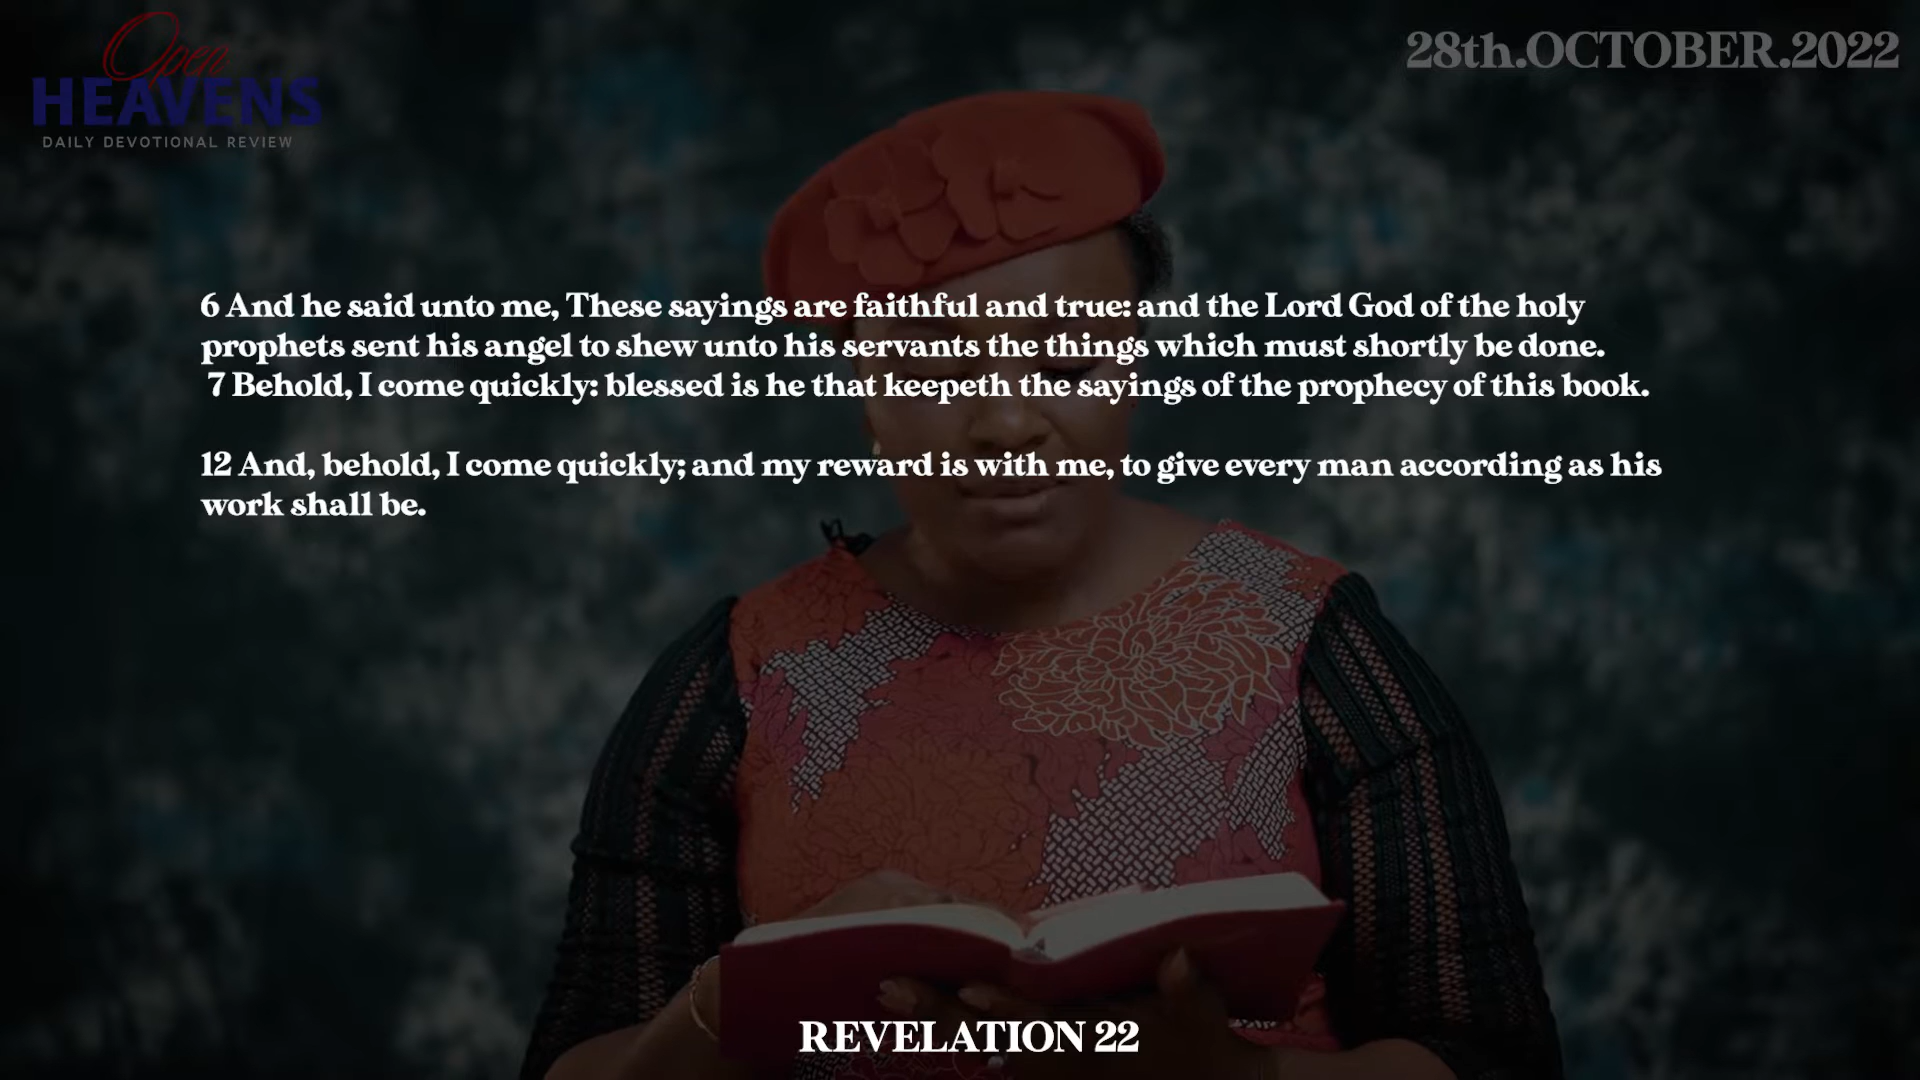 Open
HEAVENS
DAILY DEVOTIONAL REVIEW
28th.OCTOBER.2022
6 And he said unto me, These sayings are faithful and true: and the Lord God of the holy
prophets sent his angel to shew unto his servants the things which must shortly be done.
7 Behold, I come quickly: blessed is he that keepeth the sayings of the prophecy of this book.
12 And, behold, I come quickly; and my reward is with me, to give every man according as his
work shall be.
REVELATION 22